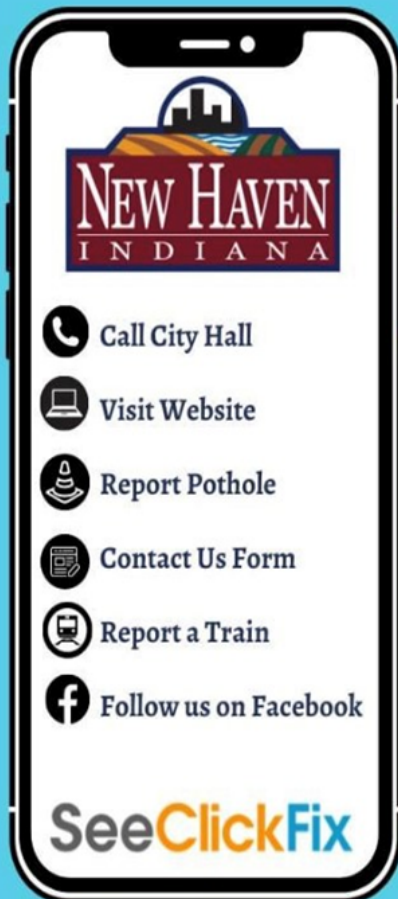 NEW HAVEN
INDIANA
Call City Hall
Visit Website
Report Pothole
Contact Us Form
Report a Train
Follow us on Facebook
SeeClickFix